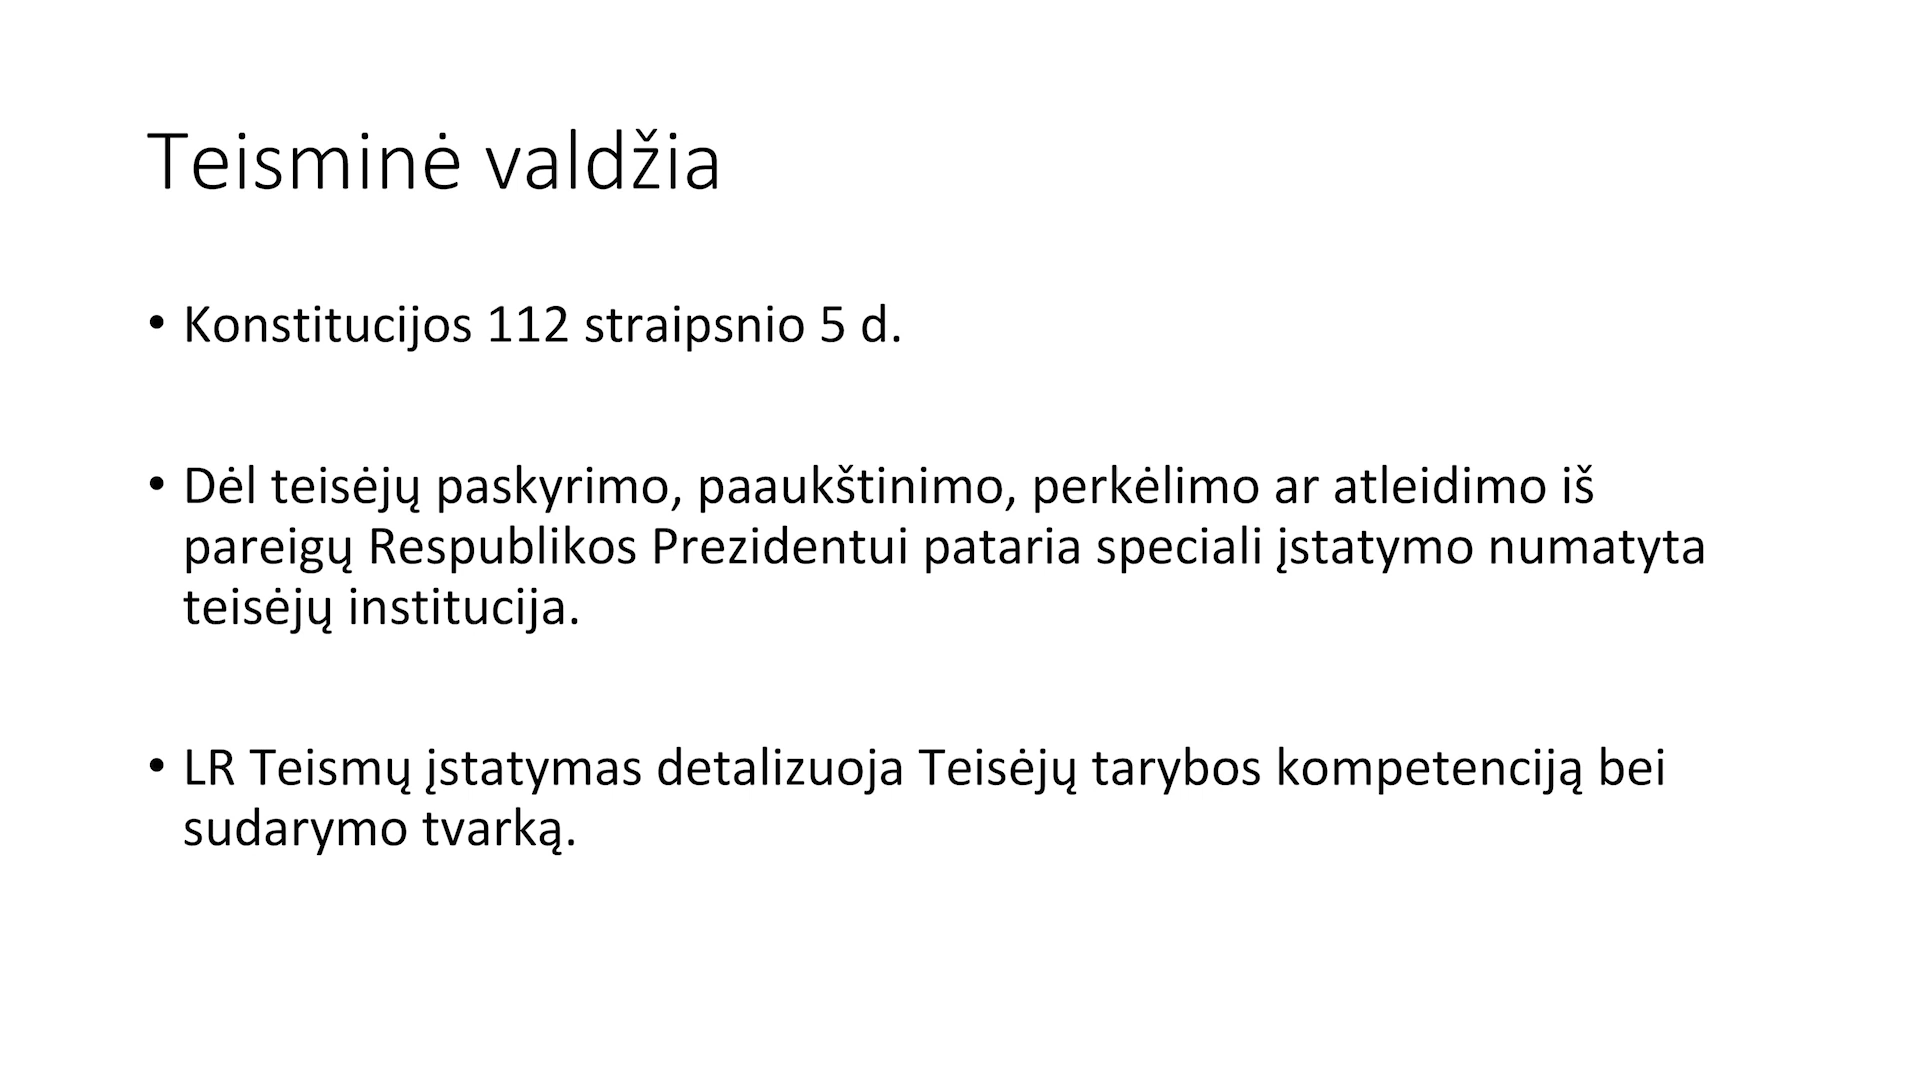 Teisminė valdžia
• Konstitucijos 112 straipsnio 5 d.
• Dėl teisėjų paskyrimo, paaukštinimo, perkėlimo ar atleidimo iš
pareigų Respublikos Prezidentui pataria speciali įstatymo numatyta
teisėjų institucija.
• LR Teismų įstatymas detalizuoja Teisėjų tarybos kompetenciją bei
sudarymo tvarką.